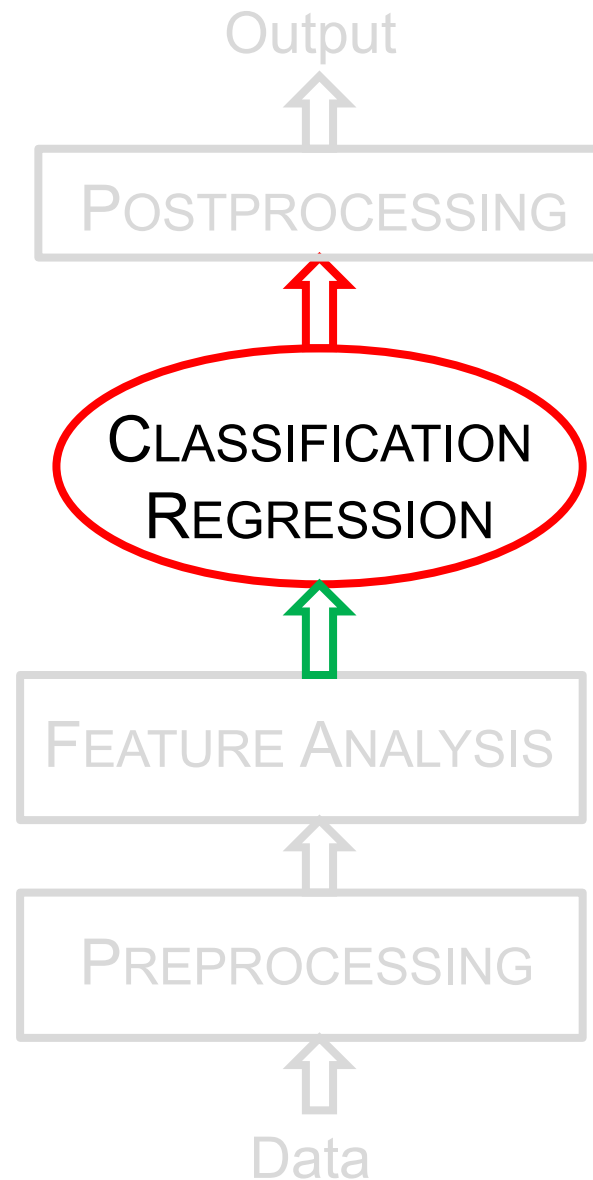 Output
POSTPROCESSING
CLASSIFICATION
REGRESSION
FEATURE ANALYSIS
PREPROCESSING
Data